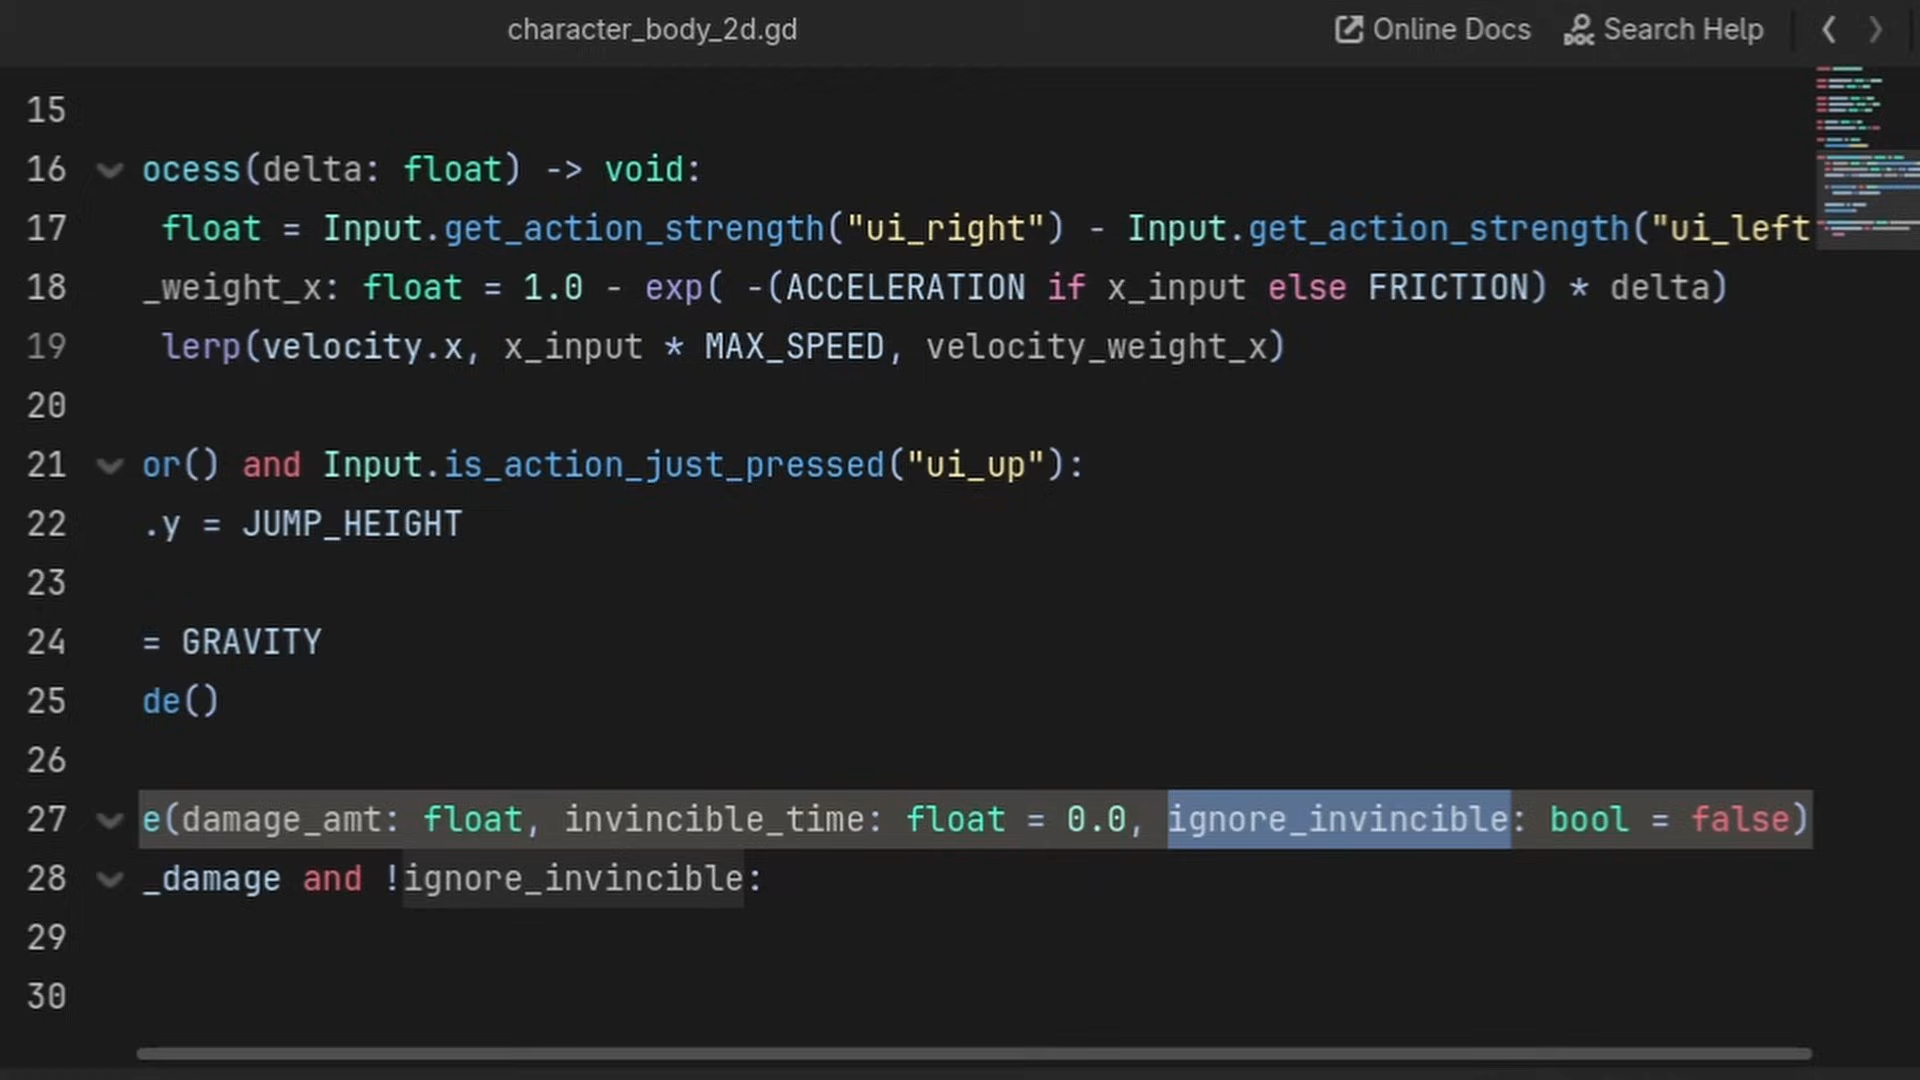 character_body_2d.gd
Online Docs
Search Help
15
16 ocess(delta: float) -> void:
17 float = Input.get_action_strength("ui_right") - Input.get_action_strength("ui_left
18 _weight_x: float = 1.0 - exp( -(ACCELERATION if x_input else FRICTION) * delta)
19 lerp(velocity.x, x_input * MAX_SPEED, velocity_weight_x)
20
21 or() and Input.is_action_just_pressed("ui_up"):
22 .y = JUMP_HEIGHT
23
24 = GRAVITY
25 de()
26
27 e(damage_amt: float, invincible_time: float = 0.0, ignore_invincible: bool = false)
28 _damage and !ignore_invincible:
29
30